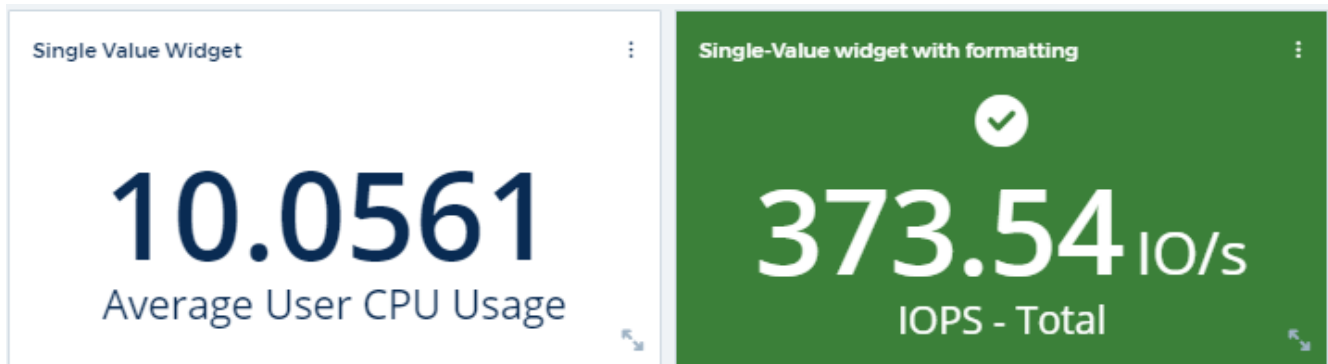 Single Value Widget
10.0561
Average User CPU Usage
Single-Value widget with formatting
373.54 IO/s
IOPS - Total